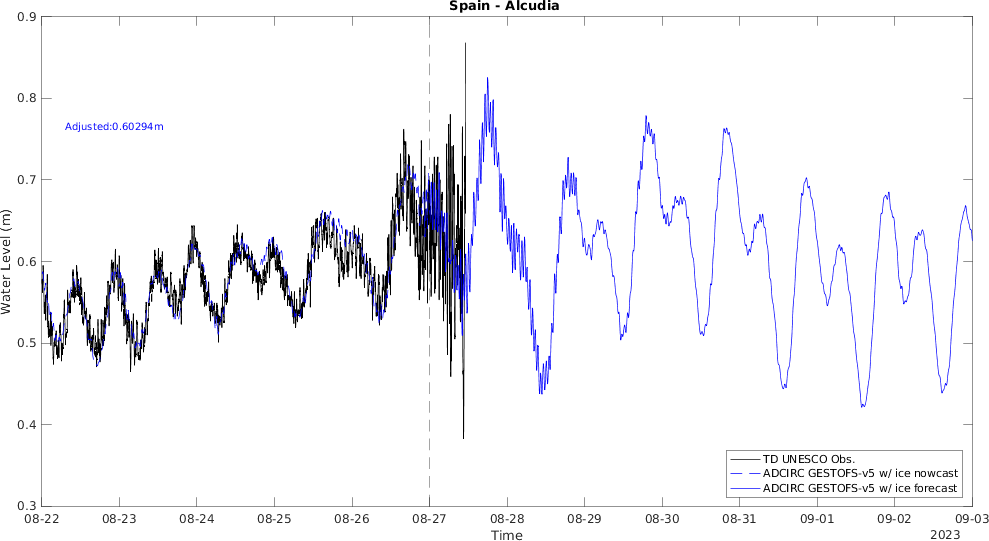 Spain - Alcudia
0.9
0.8
0.7
0.6
0.5
0.4
0.3
Water Level (m)
Adjusted:0.60294m
TD UNESCO Obs.
ADCIRC GESTOFS-v5 w/ ice nowcast
ADCIRC GESTOFS-v5 w/ ice forecast
08-22 08-23 08-24 08-25 08-26 08-27 08-28 08-29 08-30 08-31 09-01 09-02 09-03
Time
2023